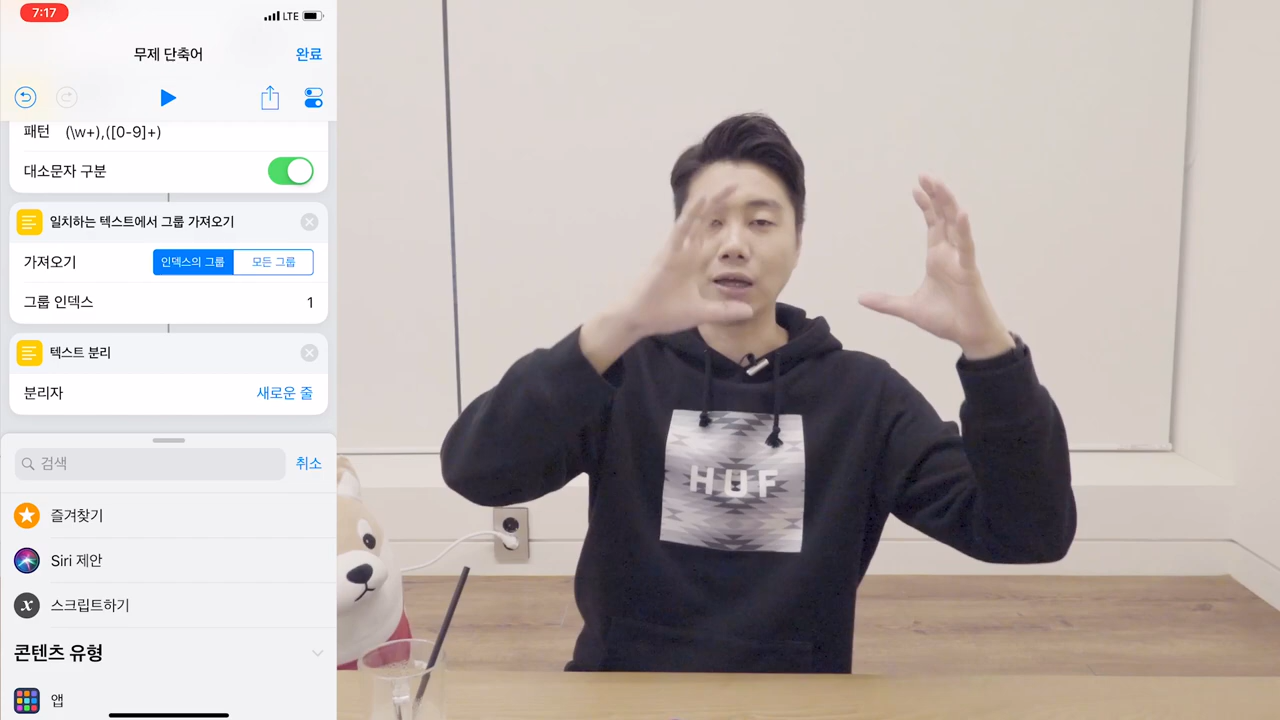 7:17
LTE
무제 단축어
완료
패턴 (\w+),([0-9]+)
대소문자 구분
일치하는 텍스트에서 그룹 가져오기
가져오기 인덱스의 그룹 모든 그룹
그룹 인덱스 1
텍스트 분리
분리자 새로운 줄
검색 취소
즐겨찾기
Siri 제안
x 스크립트하기
콘텐츠 유형
앱
HUF